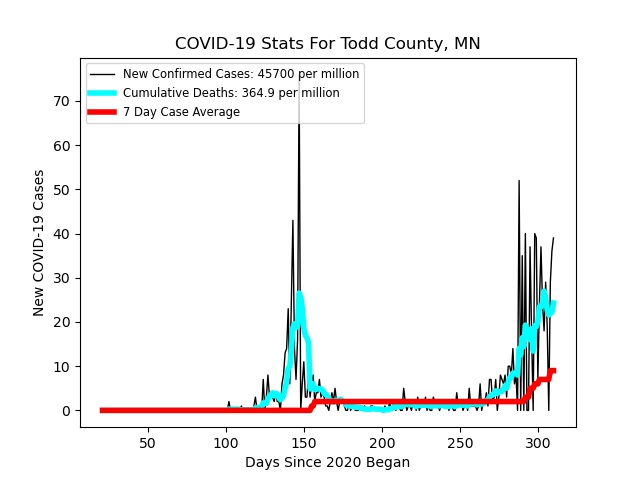 COVID-19 Stats For Todd County, MN
New Confirmed Cases: 45700 per million
Cumulative Deaths: 364.9 per million
7 Day Case Average
70
60
50
40
30
20
10
0
New COVID-19 Cases
50 100 150 200 250 300
Days Since 2020 Began